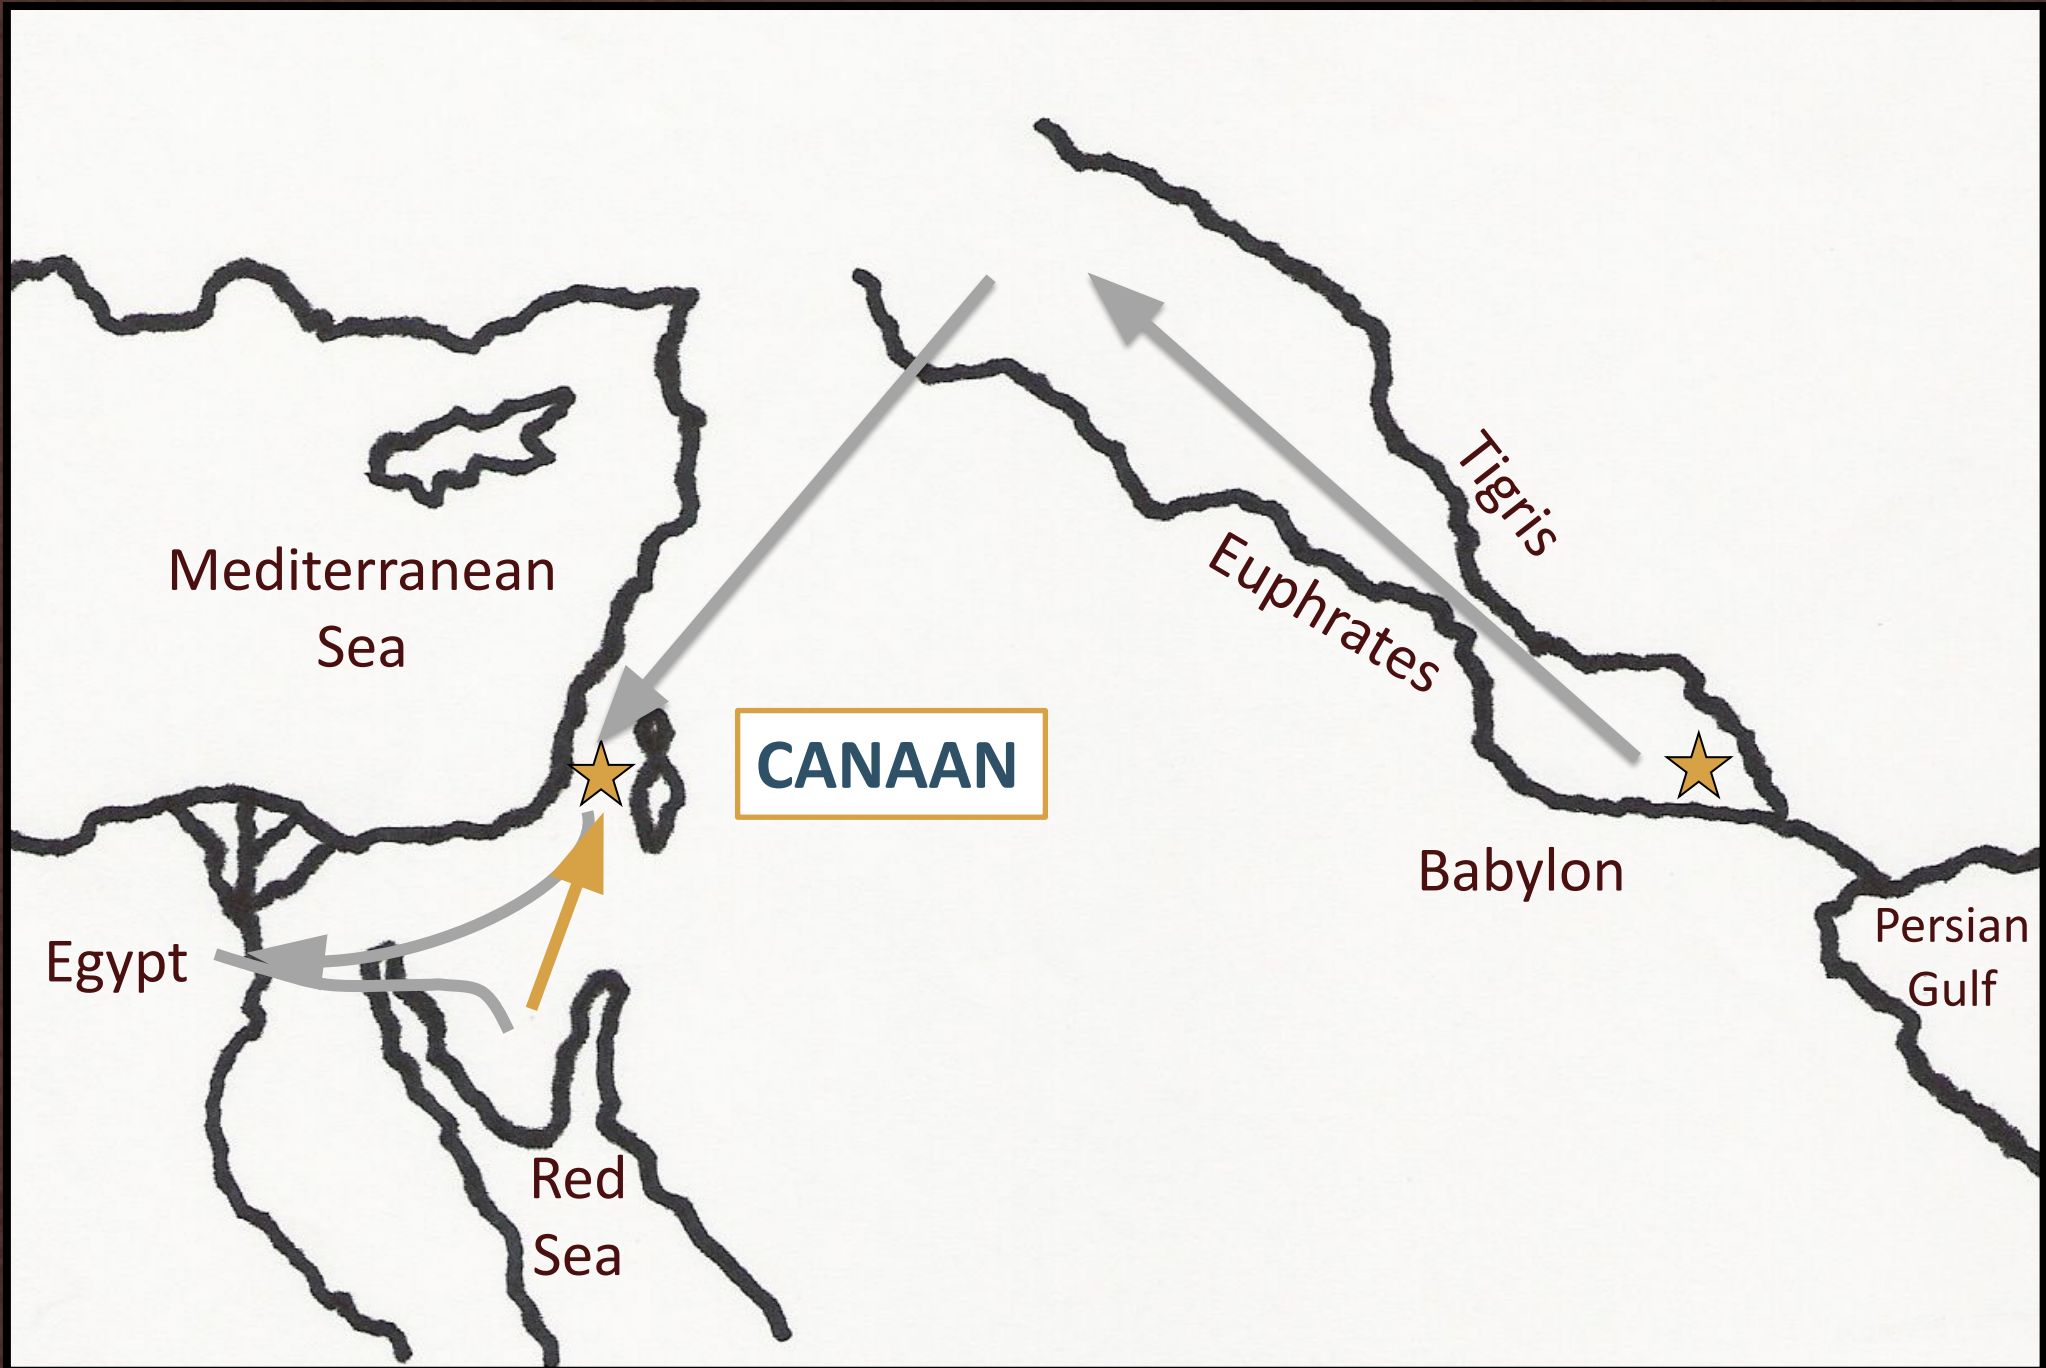 Tigris
Euphrates
Mediterranean
Sea
CANAAN
Babylon
Egypt
Persian
Gulf
Red
Sea